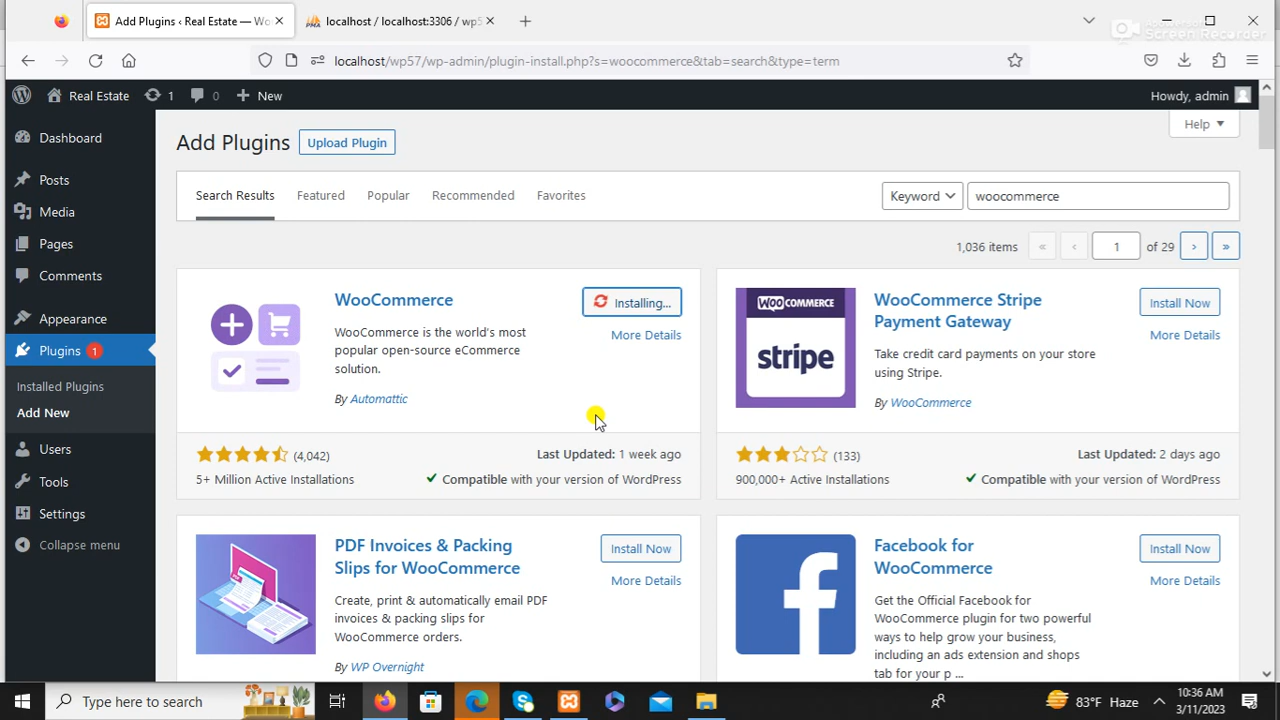 Add Plugins ‹ Real Estate — Wo
localhost / localhost:3306 / wp5
Screen Recorder
localhost/wp57/wp-admin/plugin-install.php?s=woocommerce&tab=search&type=term
Real Estate
1
0
New
Howdy, admin
Dashboard
Posts
Media
Pages
Comments
Appearance
Plugins 1
Installed Plugins
Add New
Users
Tools
Settings
Collapse menu
Add Plugins
Upload Plugin
Help
Search Results
Featured
Popular
Recommended
Favorites
Keyword
woocommerce
1,036 items « ‹ 1 of 29 › »
WooCommerce
Installing...
More Details
WooCommerce is the world's most
popular open-source eCommerce
solution.
By Automattic
(4,042)
Last Updated: 1 week ago
5+ Million Active Installations
Compatible with your version of WordPress
WOO COMMERCE
stripe
WooCommerce Stripe
Payment Gateway
Install Now
More Details
Take credit card payments on your store
using Stripe.
By WooCommerce
(133)
Last Updated: 2 days ago
900,000+ Active Installations
Compatible with your version of WordPress
PDF Invoices & Packing
Slips for WooCommerce
Install Now
More Details
Create, print & automatically email PDF
invoices & packing slips for
WooCommerce orders.
By WP Overnight
Facebook for
WooCommerce
Install Now
More Details
Get the Official Facebook for
WooCommerce plugin for two powerful
ways to help grow your business,
including an ads extension and shops
tab for your p ...
Type here to search
83°F Haze
10:36 AM
3/11/2023